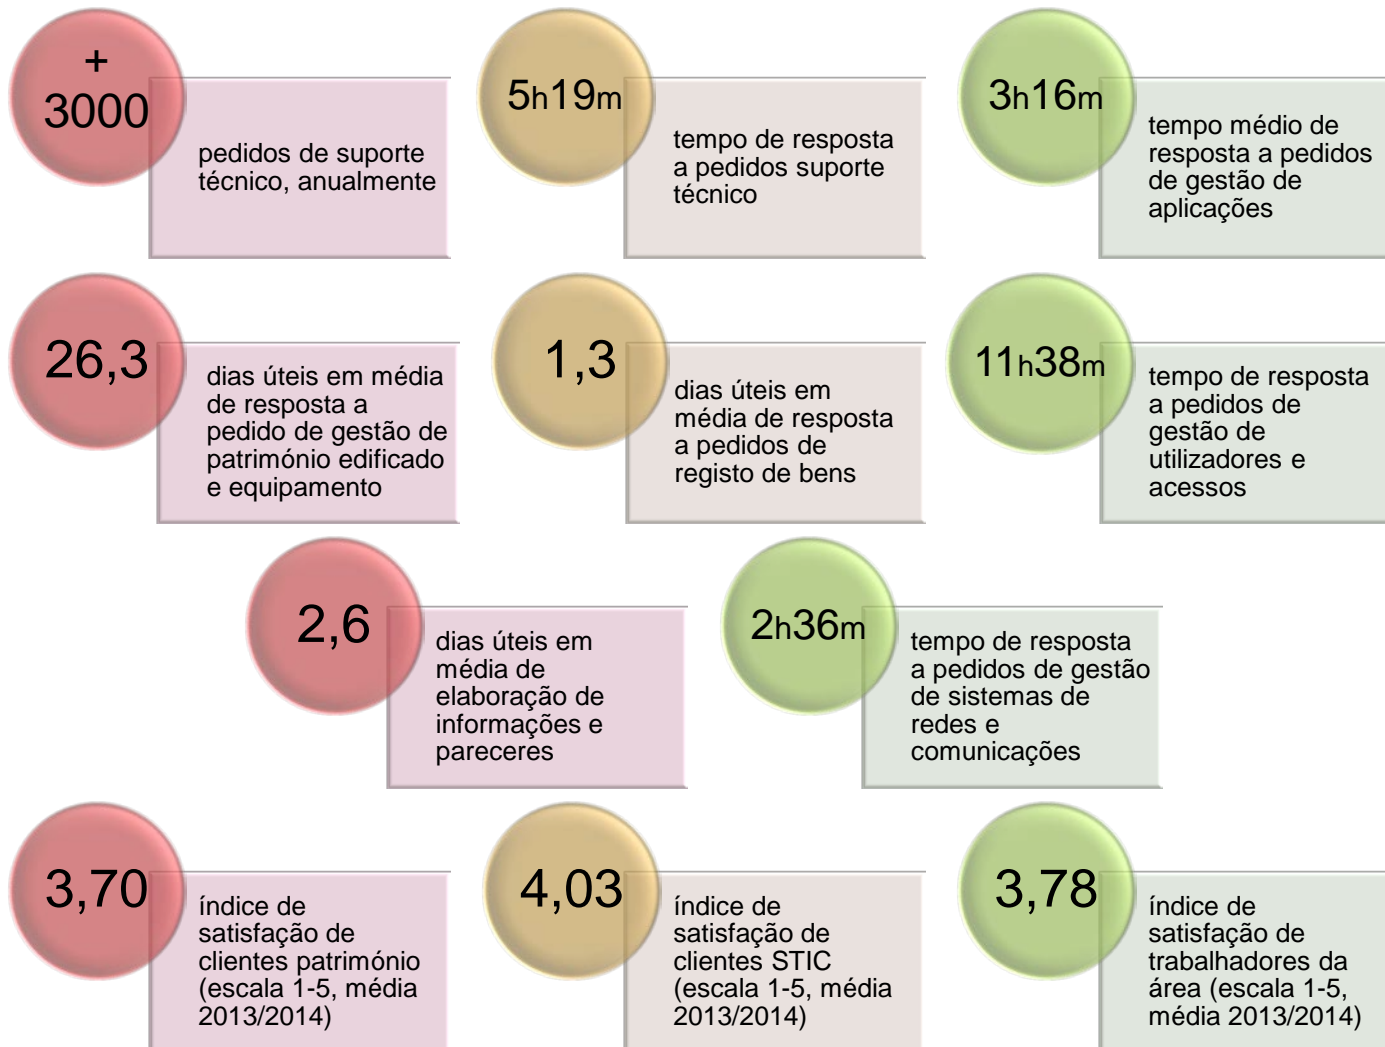 +
3000
pedidos de suporte
técnico, anualmente
5h19m
tempo de resposta
a pedidos suporte
técnico
3h16m
tempo médio de
resposta a pedidos
de gestão de
aplicações
26,3
dias úteis em média
de resposta a
pedido de gestão de
património edificado
e equipamento
1,3
dias úteis em
média de resposta
a pedidos de
registo de bens
11h38m
tempo de resposta
a pedidos de
gestão de
utilizadores e
acessos
2,6
dias úteis em
média de
elaboração de
informações e
pareceres
2h36m
tempo de resposta
a pedidos de gestão
de sistemas de
redes e
comunicações
3,70
índice de
satisfação de
clientes património
(escala 1-5, média
2013/2014)
4,03
índice de
satisfação de
clientes STIC
(escala 1-5, média
2013/2014)
3,78
índice de
satisfação de
trabalhadores da
área (escala 1-5,
média 2013/2014)